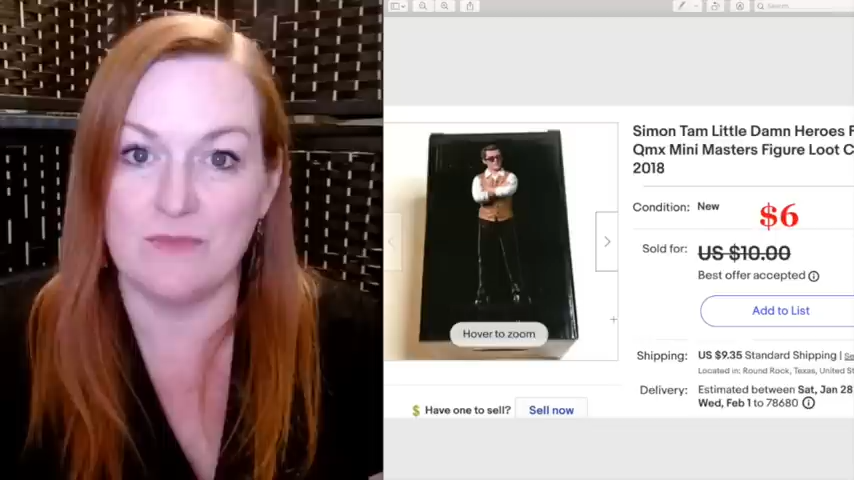 Search
Simon Tam Little Damn Heroes F
Qmx Mini Masters Figure Loot C
2018
Condition: New
$6
Sold for: US $10.00
Best offer accepted
Add to List
Hover to zoom
Shipping: US $9.35 Standard Shipping | Se
Located in: Round Rock, Texas, United St
Delivery: Estimated between Sat, Jan 28
Wed, Feb 1 to 78680
$ Have one to sell? Sell now